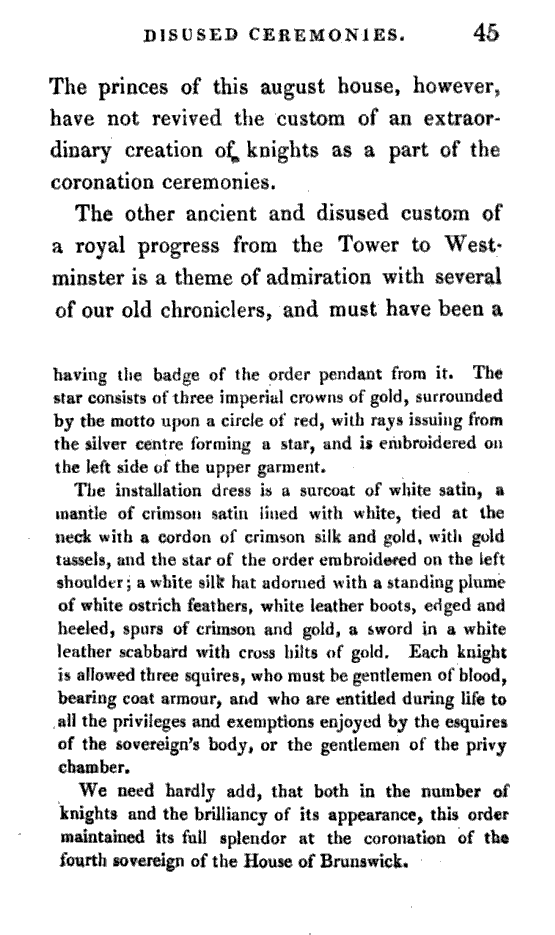 DISUSED CEREMONIES. 45
The princes of this august house, however,
have not revived the custom of an extraor-
dinary creation of knights as a part of the
coronation ceremonies.
The other ancient and disused custom of
a royal progress from the Tower to West-
minster is a theme of admiration with several
of our old chroniclers, and must have been a
having the badge of the order pendant from it. The
star consists of three imperial crowns of gold, surrounded
by the motto upon a circle of red, with rays issuing from
the silver centre forming a star, and is embroidered on
the left side of the upper garment.
The installation dress is a surcoat of white satin, a
mantle of crimson satin lined with white, tied at the
neck with a cordon of crimson silk and gold, with gold
tassels, and the star of the order embroidered on the left
shoulder; a white silk hat adorned with a standing plume
of white ostrich feathers, white leather boots, edged and
heeled, spurs of crimson and gold, a sword in a white
leather scabbard with cross hilts of gold. Each knight
is allowed three squires, who must be gentlemen of blood,
bearing coat armour, and who are entitled during life to
all the privileges and exemptions enjoyed by the esquires
of the sovereign's body, or the gentlemen of the privy
chamber.
We need hardly add, that both in the number of
knights and the brilliancy of its appearance, this order
maintained its full splendor at the coronation of the
fourth sovereign of the House of Brunswick.